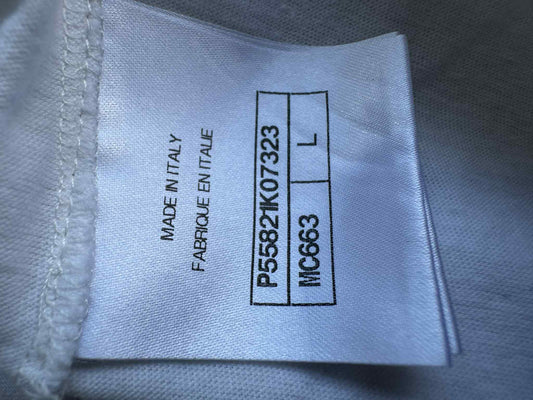 MADE IN ITALY
FABRIQUE EN ITALIE
P55821K07323
MC663 L